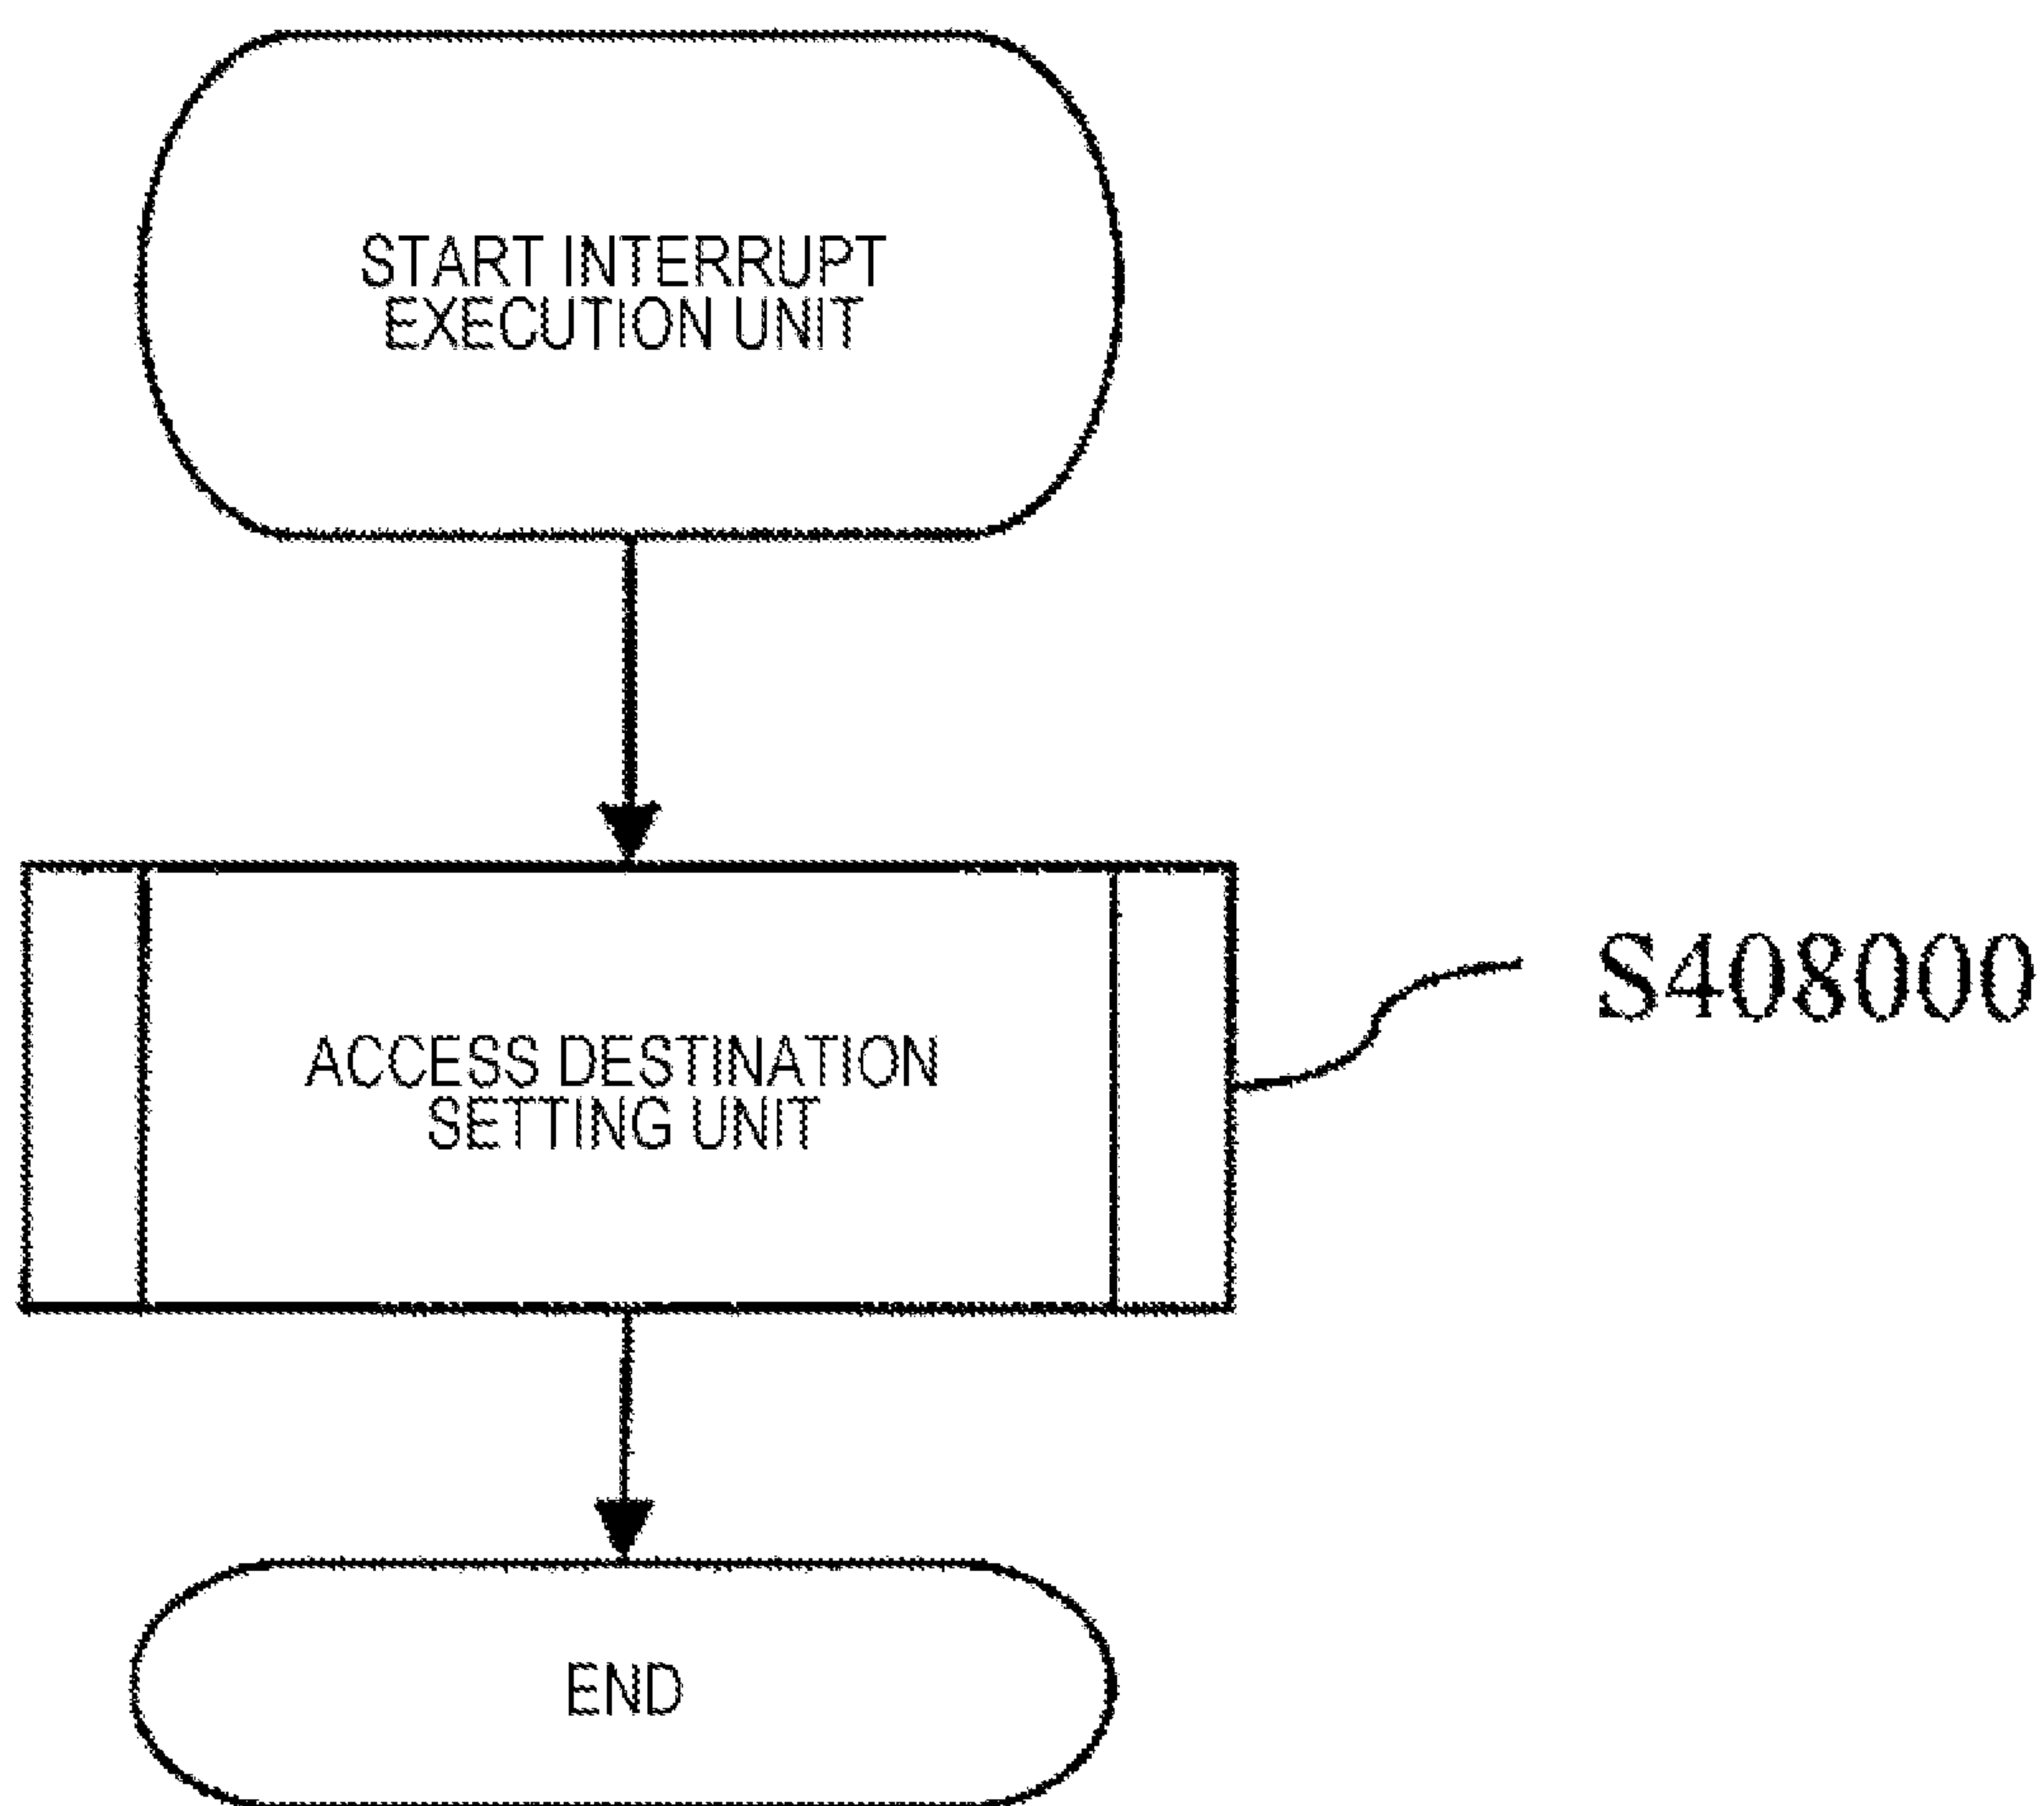 START INTERRUPT
EXECUTION UNIT
ACCESS DESTINATION
SETTING UNIT
S408000
END